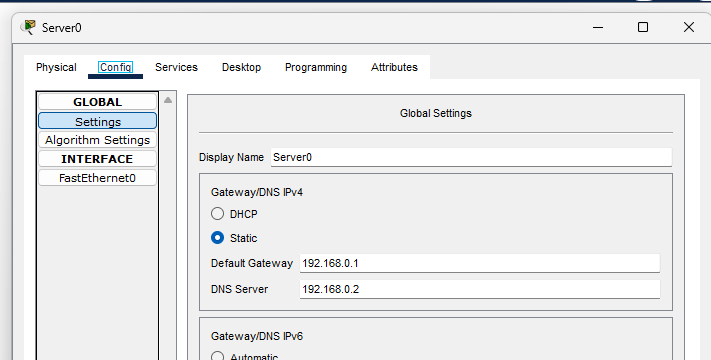 Server0
Physical Config Services Desktop Programming Attributes
GLOBAL
Settings
Algorithm Settings
INTERFACE
FastEthernet0
Global Settings
Display Name Server0
Gateway/DNS IPv4
DHCP
Static
Default Gateway 192.168.0.1
DNS Server 192.168.0.2
Gateway/DNS IPv6
Automatic